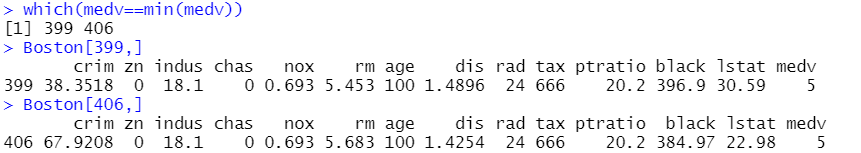 > which(medv==min(medv))
[1] 399 406
> Boston[399,]
       crim zn indus chas   nox    rm age    dis rad tax ptratio black lstat medv
399 38.3518  0  18.1    0 0.693 5.453 100 1.4896  24 666    20.2 396.9 30.59    5
> Boston[406,]
       crim zn indus chas   nox    rm age    dis rad tax ptratio  black lstat medv
406 67.9208  0  18.1    0 0.693 5.683 100 1.4254  24 666    20.2 384.97 22.98    5